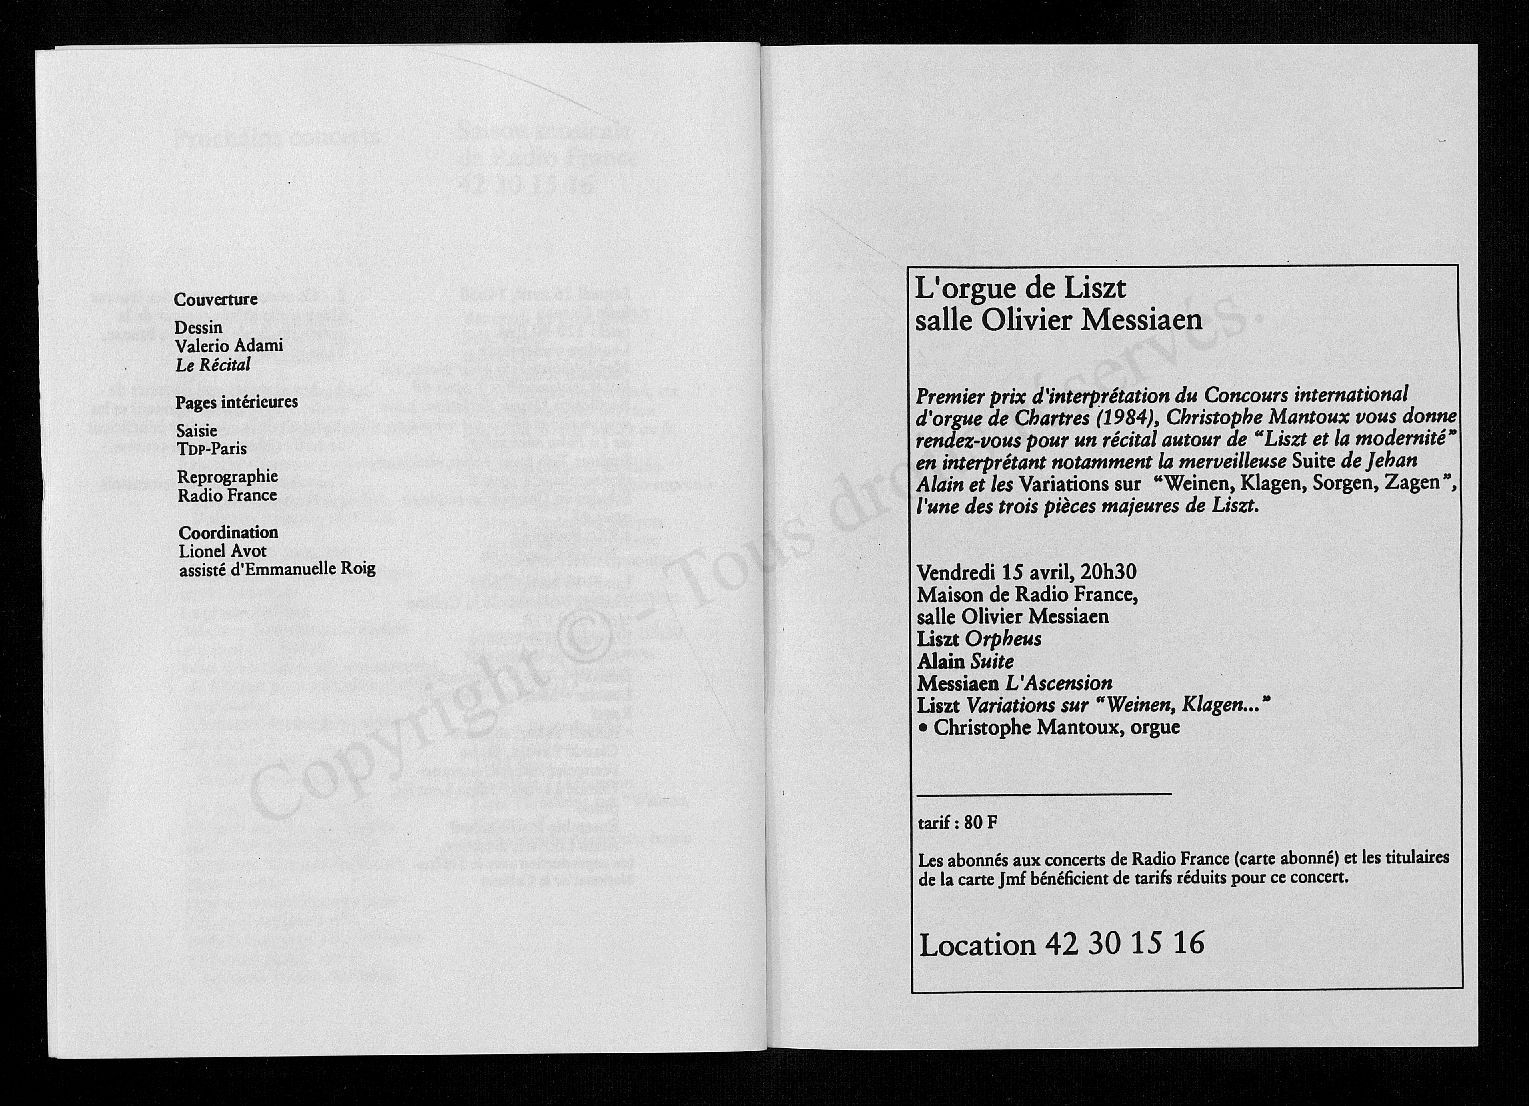 Couverture
Dessin
Valerio Adami
Le Récital
Pages intérieures
Saisie
TDP-Paris
Reprographie
Radio France
Coordination
Lionel Avot
assisté d'Emmanuelle Roig
L'orgue de Liszt
salle Olivier Messiaen
Premier prix d'interprétation du Concours international
d'orgue de Chartres (1984), Christophe Mantoux vous donne
rendez-vous pour un récital autour de “Liszt et la modernité”
en interprétant notamment la merveilleuse Suite de Jehan
Alain et les Variations sur “Weinen, Klagen, Sorgen, Zagen”,
l'une des trois pièces majeures de Liszt.
Vendredi 15 avril, 20h30
Maison de Radio France,
salle Olivier Messiaen
Liszt Orpheus
Alain Suite
Messiaen L'Ascension
Liszt Variations sur “Weinen, Klagen...”
• Christophe Mantoux, orgue
tarif : 80 F
Les abonnés aux concerts de Radio France (carte abonné) et les titulaires
de la carte Jmf bénéficient de tarifs réduits pour ce concert.
Location 42 30 15 16
Copyright © - Tous droits réservés.